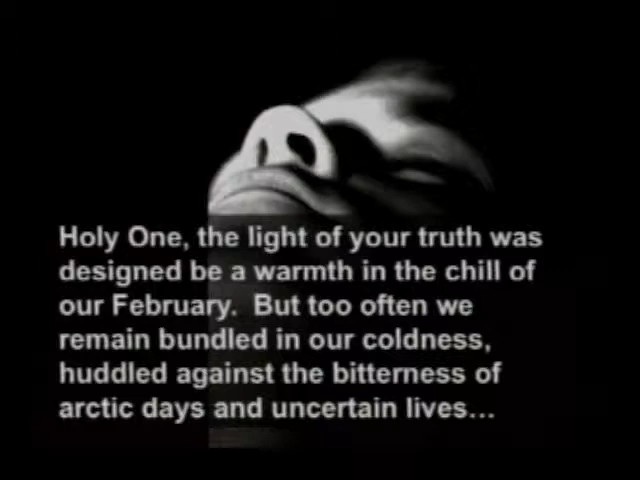 Holy One, the light of your truth was
designed be a warmth in the chill of
our February.  But too often we
remain bundled in our coldness,
huddled against the bitterness of
arctic days and uncertain lives...